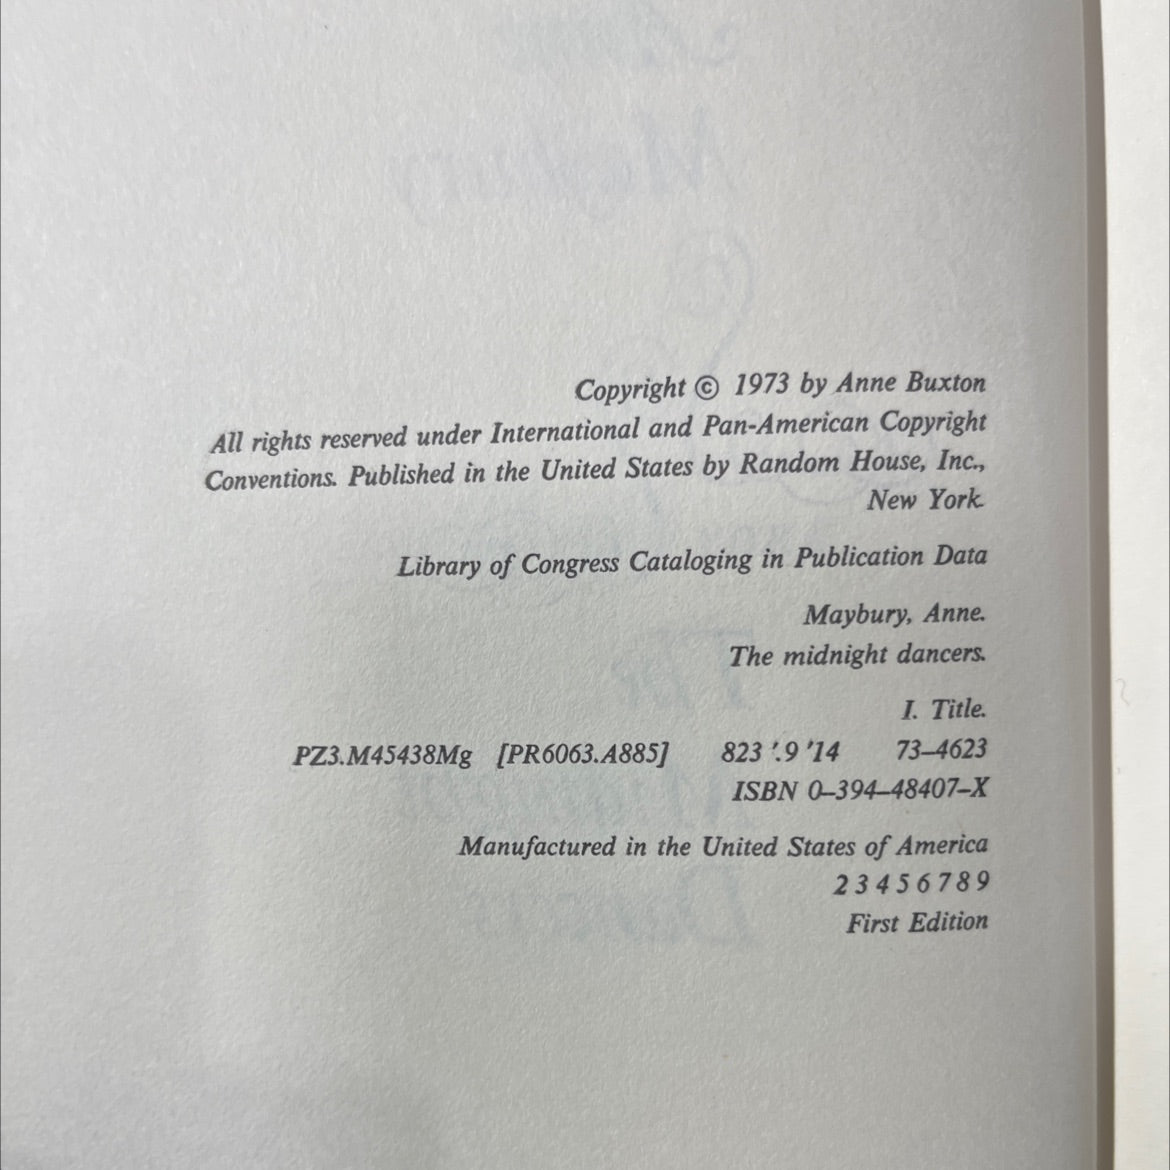 Copyright © 1973 by Anne Buxton
All rights reserved under International and Pan-American Copyright
Conventions. Published in the United States by Random House, Inc.,
New York.
Library of Congress Cataloging in Publication Data
Maybury, Anne.
The midnight dancers.
I. Title.
PZ3.M45438Mg [PR6063.A885] 823 '.9 '14 73–4623
ISBN 0–394–48407–X
Manufactured in the United States of America
2 3 4 5 6 7 8 9
First Edition